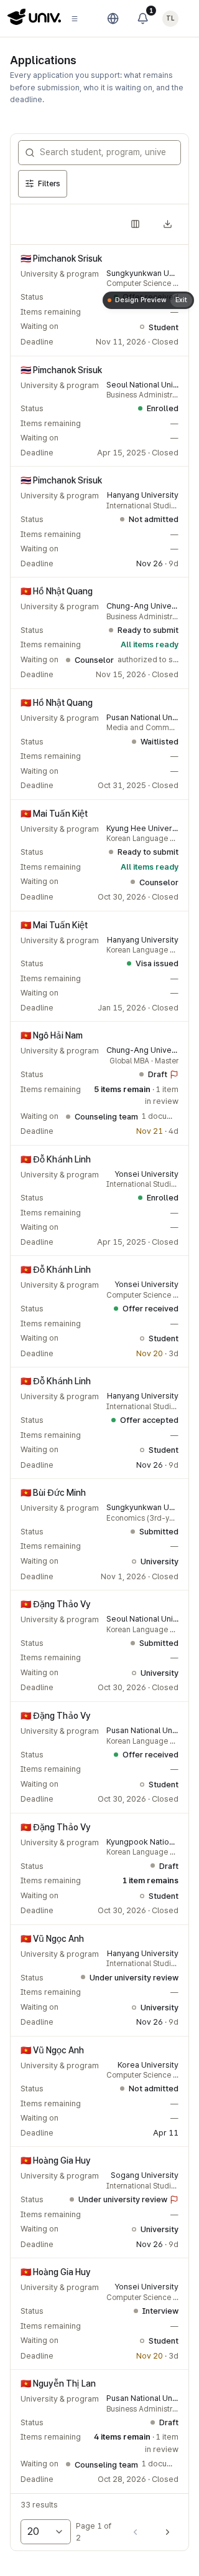 UNIV.
1
TL
Applications
Every application you support: what remains
before submission, who it is waiting on, and the
deadline.
Search student, program, unive
Filters
Pimchanok Srisuk
University & program Sungkyunkwan U...
Computer Science ...
Status
Design Preview Exit
Items remaining —
Waiting on Student
Deadline Nov 11, 2026 · Closed
Pimchanok Srisuk
University & program Seoul National Uni...
Business Administr...
Status Enrolled
Items remaining —
Waiting on —
Deadline Apr 15, 2025 · Closed
Pimchanok Srisuk
University & program Hanyang University
International Studi...
Status Not admitted
Items remaining —
Waiting on —
Deadline Nov 26 · 9d
Hồ Nhật Quang
University & program Chung-Ang Unive...
Business Administr...
Status Ready to submit
Items remaining All items ready
Waiting on Counselor authorized to s...
Deadline Nov 15, 2026 · Closed
Hồ Nhật Quang
University & program Pusan National Un...
Media and Comm...
Status Waitlisted
Items remaining —
Waiting on —
Deadline Oct 31, 2025 · Closed
Mai Tuấn Kiệt
University & program Kyung Hee Univer...
Korean Language ...
Status Ready to submit
Items remaining All items ready
Waiting on Counselor
Deadline Oct 30, 2026 · Closed
Mai Tuấn Kiệt
University & program Hanyang University
Korean Language ...
Status Visa issued
Items remaining —
Waiting on —
Deadline Jan 15, 2026 · Closed
Ngô Hải Nam
University & program Chung-Ang Unive...
Global MBA · Master
Status Draft
Items remaining 5 items remain · 1 item
in review
Waiting on Counseling team 1 docu...
Deadline Nov 21 · 4d
Đỗ Khánh Linh
University & program Yonsei University
International Studi...
Status Enrolled
Items remaining —
Waiting on —
Deadline Apr 15, 2025 · Closed
Đỗ Khánh Linh
University & program Yonsei University
Computer Science ...
Status Offer received
Items remaining —
Waiting on Student
Deadline Nov 20 · 3d
Đỗ Khánh Linh
University & program Hanyang University
International Studi...
Status Offer accepted
Items remaining —
Waiting on Student
Deadline Nov 26 · 9d
Bùi Đức Minh
University & program Sungkyunkwan U...
Economics (3rd-y...
Status Submitted
Items remaining —
Waiting on University
Deadline Nov 1, 2026 · Closed
Đặng Thảo Vy
University & program Seoul National Uni...
Korean Language ...
Status Submitted
Items remaining —
Waiting on University
Deadline Oct 30, 2026 · Closed
Đặng Thảo Vy
University & program Pusan National Un...
Korean Language ...
Status Offer received
Items remaining —
Waiting on Student
Deadline Oct 30, 2026 · Closed
Đặng Thảo Vy
University & program Kyungpook Natio...
Korean Language ...
Status Draft
Items remaining 1 item remains
Waiting on Student
Deadline Oct 30, 2026 · Closed
Vũ Ngọc Anh
University & program Hanyang University
International Studi...
Status Under university review
Items remaining —
Waiting on University
Deadline Nov 26 · 9d
Vũ Ngọc Anh
University & program Korea University
Computer Science ...
Status Not admitted
Items remaining —
Waiting on —
Deadline Apr 11
Hoàng Gia Huy
University & program Sogang University
International Studi...
Status Under university review
Items remaining —
Waiting on University
Deadline Nov 26 · 9d
Hoàng Gia Huy
University & program Yonsei University
Computer Science ...
Status Interview
Items remaining —
Waiting on Student
Deadline Nov 20 · 3d
Nguyễn Thị Lan
University & program Pusan National Un...
Business Administr...
Status Draft
Items remaining 4 items remain · 1 item
in review
Waiting on Counseling team 1 docu...
Deadline Oct 28, 2026 · Closed
33 results
20
Page 1 of
2